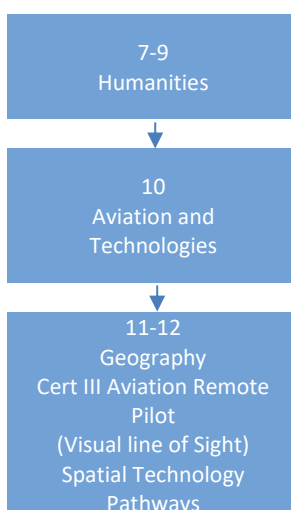 7-9
Humanities
10
Aviation and
Technologies
11-12
Geography
Cert III Aviation Remote
Pilot
(Visual line of Sight)
Spatial Technology
Pathways